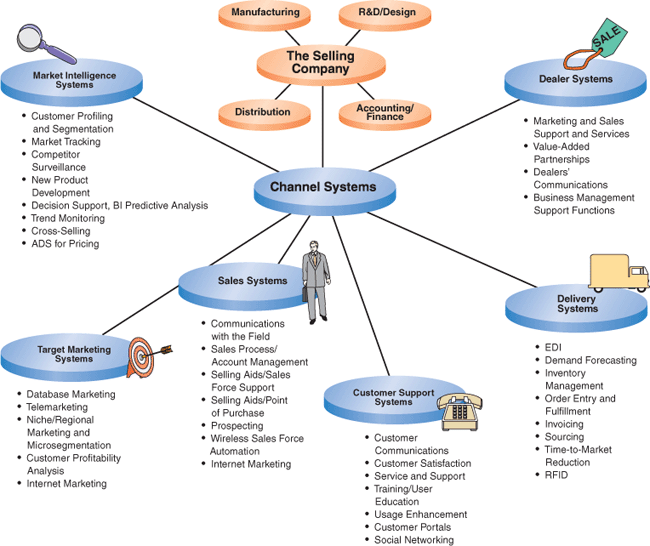 Manufacturing
R&D/Design
The Selling
Company
Distribution
Accounting/
Finance
Market Intelligence
Systems
• Customer Profiling
and Segmentation
• Market Tracking
• Competitor
Surveillance
• New Product
Development
• Decision Support, BI Predictive Analysis
• Trend Monitoring
• Cross-Selling
• ADS for Pricing
SALE
Dealer Systems
• Marketing and Sales
Support and Services
• Value-Added
Partnerships
• Dealers'
Communications
• Business Management
Support Functions
Channel Systems
Sales Systems
• Communications
with the Field
• Sales Process/
Account Management
• Selling Aids/Sales
Force Support
• Selling Aids/Point
of Purchase
• Prospecting
• Wireless Sales Force
Automation
• Internet Marketing
Delivery
Systems
• EDI
• Demand Forecasting
• Inventory
Management
• Order Entry and
Fulfillment
• Invoicing
• Sourcing
• Time-to-Market
Reduction
• RFID
Target Marketing
Systems
• Database Marketing
• Telemarketing
• Niche/Regional
Marketing and
Microsegmentation
• Customer Profitability
Analysis
• Internet Marketing
Customer Support
Systems
• Customer
Communications
• Customer Satisfaction
• Service and Support
• Training/User
Education
• Usage Enhancement
• Customer Portals
• Social Networking